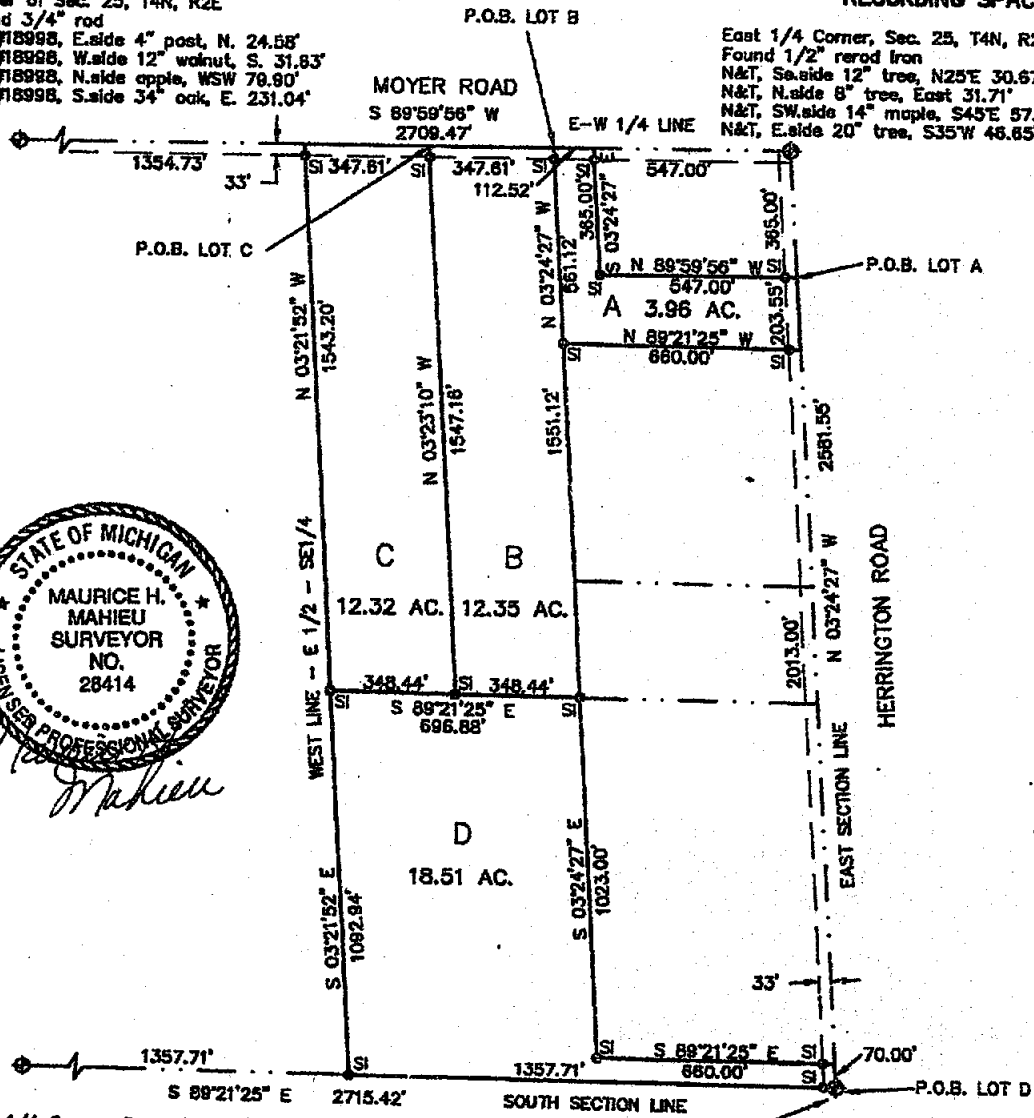 of Sec. 25, T4N, R2E
3/4" rod
#18998, E.side 4" post, N. 24.58'
#18998, W.side 12" walnut, S. 31.83'
#18998, N.side apple, WSW 79.90'
#18998, S.side 34" oak, E. 231.04'
P.O.B. LOT B
RECORDING SPAC
East 1/4 Corner, Sec. 25, T4N,
Found 1/2" rerod iron
N&T, Se.side 12" tree, N25°E
N&T, N.side 8" tree, East 31.71'
N&T, SW.side 14" maple, S45°E 57.
N&T, E.side 20" tree, S35°W 46.65
MOYER ROAD
S 89°59'56" W
2709.47'
E-W 1/4 LINE
1354.73'
33'
SI
347.61'
SI
347.61'
112.52'
SI
547.00'
P.O.B. LOT C
N 03°24'27" W
561.12'
365.00'
S 03°24'27"
365.00'
N 89°59'56" W
SI
547.00'
SI
P.O.B. LOT A
A 3.96 AC.
203.55'
N 89°21'25" W
660.00'
SI
SI
N 03°21'52" W
1543.20'
N 03°23'10" W
1547.16'
1551.12'
2581.55'
N 03°24'27" W
HERRINGTON ROAD
STATE OF MICHIGAN
MAURICE H.
MAHIEU
SURVEYOR
NO.
28414
PROFESSIONAL SURVEYOR
Mahieu
WEST LINE - E 1/2 - SE1/4
C
12.32 AC.
B
12.35 AC.
2013.00'
348.44'
SI
348.44'
SI
S 89°21'25" E
SI
696.88'
EAST SECTION LINE
D
18.51 AC.
S 03°21'52" E
1092.94'
S 03°24'27" E
1023.00'
33'
SI
S 89°21'25" E
SI
660.00'
SI
70.00'
1357.71'
SI
1357.71'
S 89°21'25" E
2715.42'
SOUTH SECTION LINE
P.O.B. LOT D